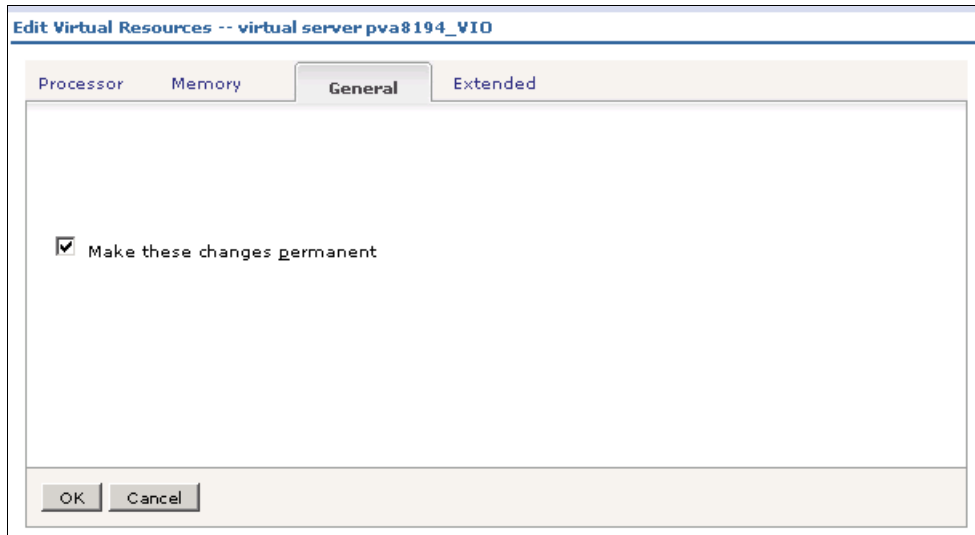 Edit Virtual Resources -- virtual server pva8194_VIO
Processor Memory General Extended
Make these changes permanent
OK Cancel